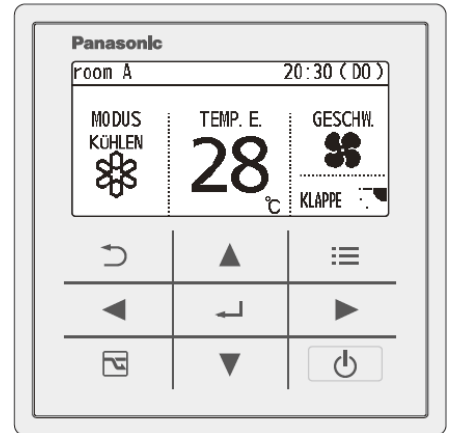 Panasonic
room A 20:30 (DO)
MODUS TEMP. E. GESCHW.
KÜHLEN
28
°C KLAPPE